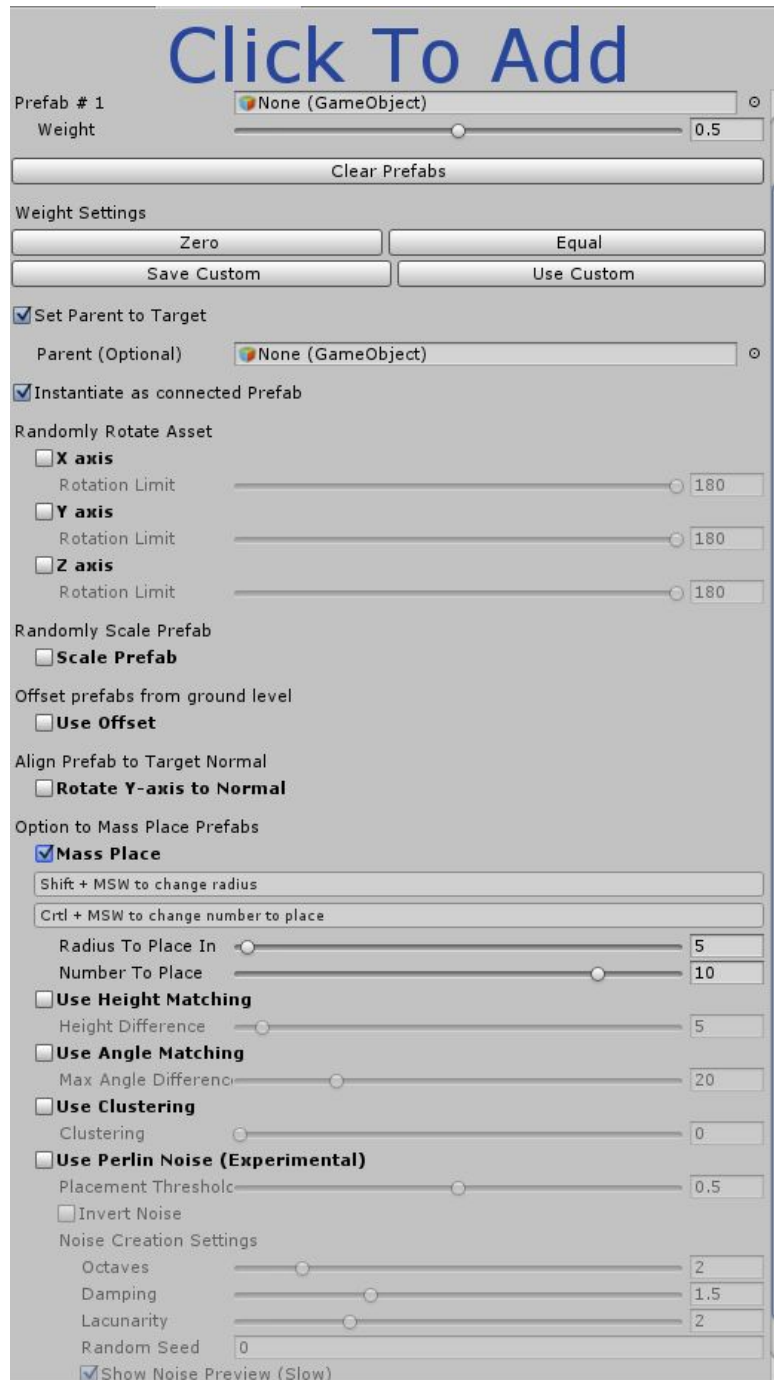 Click To Add
Prefab # 1 None (GameObject)
Weight 0.5
Clear Prefabs
Weight Settings
Zero Equal
Save Custom Use Custom
Set Parent to Target
Parent (Optional) None (GameObject)
Instantiate as connected Prefab
Randomly Rotate Asset
X axis
Rotation Limit 180
Y axis
Rotation Limit 180
Z axis
Rotation Limit 180
Randomly Scale Prefab
Scale Prefab
Offset prefabs from ground level
Use Offset
Align Prefab to Target Normal
Rotate Y-axis to Normal
Option to Mass Place Prefabs
Mass Place
Shift + MSW to change radius
Crtl + MSW to change number to place
Radius To Place In 5
Number To Place 10
Use Height Matching
Height Difference 5
Use Angle Matching
Max Angle Differenc 20
Use Clustering
Clustering 0
Use Perlin Noise (Experimental)
Placement Threshol 0.5
Invert Noise
Noise Creation Settings
Octaves 2
Damping 1.5
Lacunarity 2
Random Seed 0
Show Noise Preview (Slow)